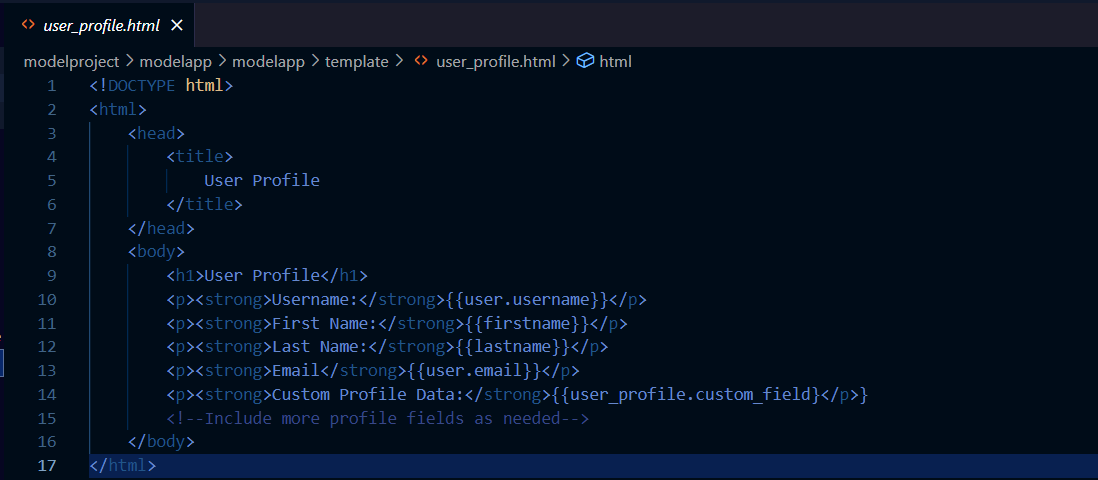 user_profile.html
modelproject > modelapp > modelapp > template > user_profile.html > html
1 <!DOCTYPE html>
2 <html>
3 <head>
4 <title>
5 User Profile
6 </title>
7 </head>
8 <body>
9 <h1>User Profile</h1>
10 <p><strong>Username:</strong>{{user.username}}</p>
11 <p><strong>First Name:</strong>{{firstname}}</p>
12 <p><strong>Last Name:</strong>{{lastname}}</p>
13 <p><strong>Email</strong>{{user.email}}</p>
14 <p><strong>Custom Profile Data:</strong>{{user_profile.custom_field}</p>}
15 <!--Include more profile fields as needed-->
16 </body>
17 </html>